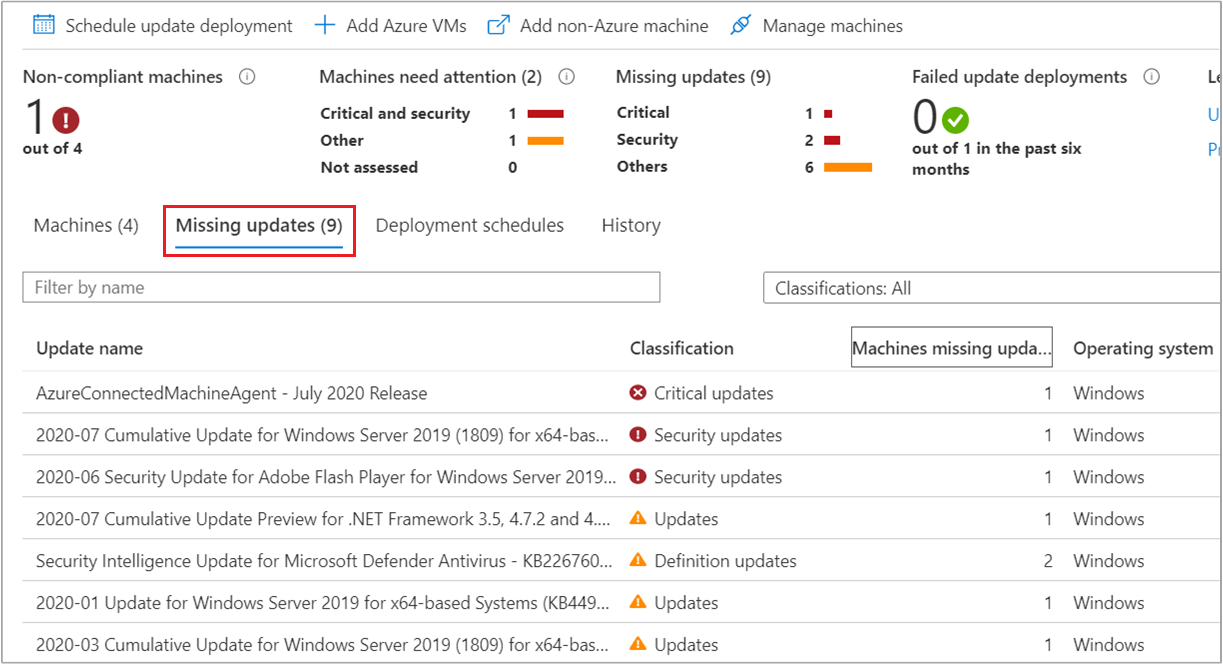 Schedule update deployment Add Azure VMs Add non-Azure machine Manage machines
Non-compliant machines Machines need attention (2) Missing updates (9) Failed update deployments Le
1 Critical and security 1 Critical 1 0 U
out of 4 Other 1 Security 2 out of 1 in the past six Pr
Not assessed 0 Others 6 months
Machines (4) Missing updates (9) Deployment schedules History
Filter by name Classifications: All
Update name Classification Machines missing upda... Operating system
AzureConnectedMachineAgent - July 2020 Release Critical updates 1 Windows
2020-07 Cumulative Update for Windows Server 2019 (1809) for x64-bas... Security updates 1 Windows
2020-06 Security Update for Adobe Flash Player for Windows Server 2019... Security updates 1 Windows
2020-07 Cumulative Update Preview for .NET Framework 3.5, 4.7.2 and 4.... Updates 1 Windows
Security Intelligence Update for Microsoft Defender Antivirus - KB226760... Definition updates 2 Windows
2020-01 Update for Windows Server 2019 for x64-based Systems (KB449... Updates 1 Windows
2020-03 Cumulative Update for Windows Server 2019 (1809) for x64-bas... Updates 1 Windows